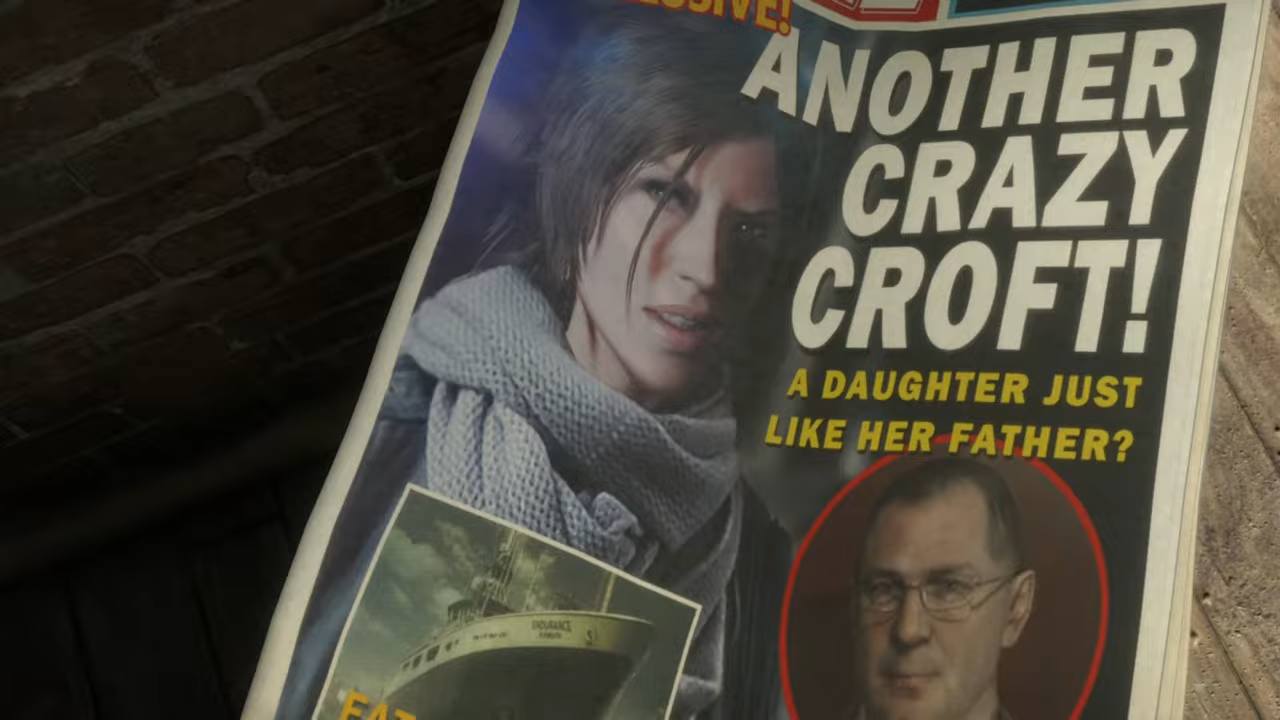 ANOTHER
CRAZY
CROFT!
A DAUGHTER JUST
LIKE HER FATHER?
ENDURANCE